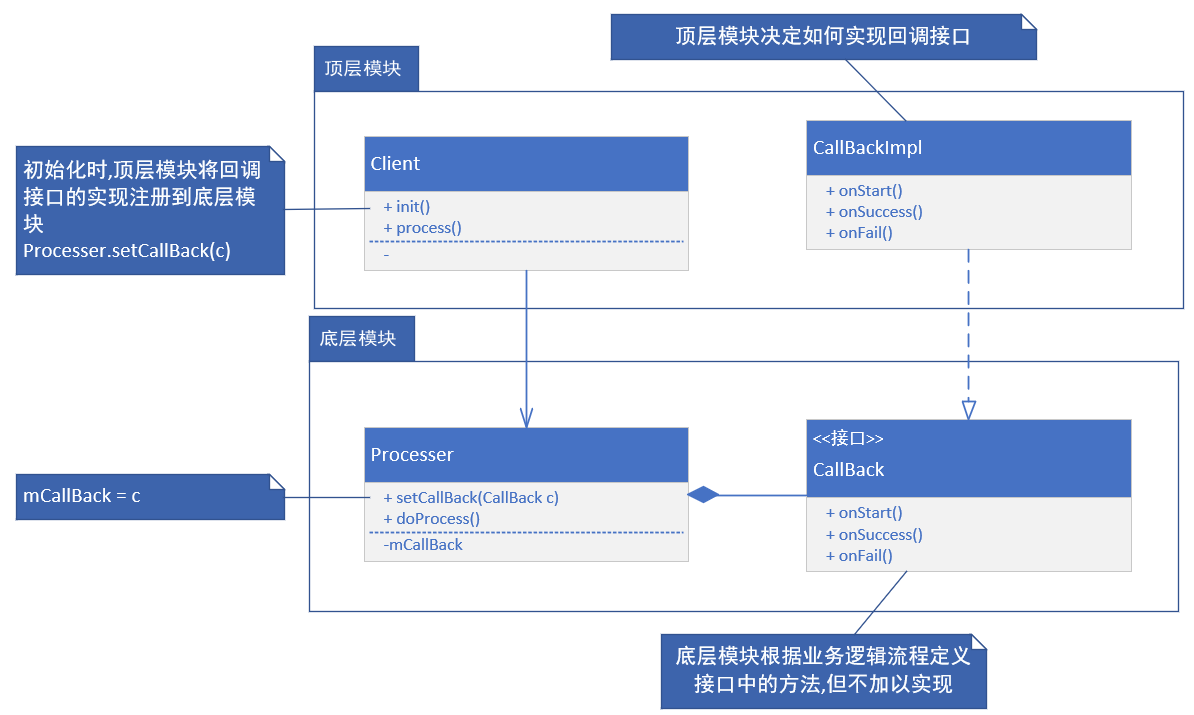 顶层模块决定如何实现回调接口
顶层模块
初始化时,顶层模块将回调
接口的实现注册到底层模
块
Processer.setCallBack(c)
Client
+ init()
+ process()
-
CallBackImpl
+ onStart()
+ onSuccess()
+ onFail()
底层模块
mCallBack = c
Processer
+ setCallBack(CallBack c)
+ doProcess()
-mCallBack
<<接口>>
CallBack
+ onStart()
+ onSuccess()
+ onFail()
底层模块根据业务逻辑流程定义
接口中的方法,但不加以实现